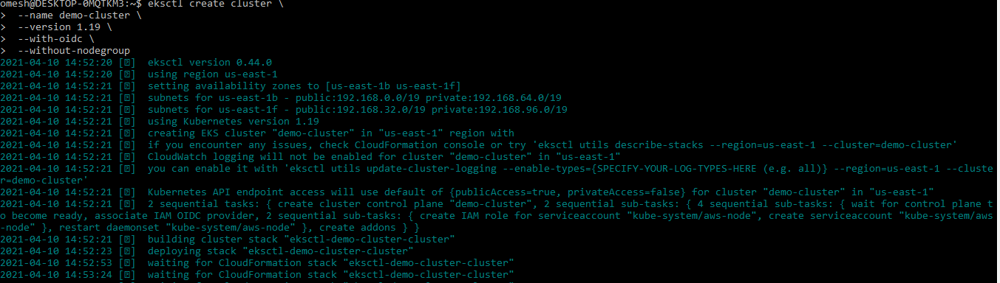 omesh@DESKTOP-0MQTKM3:~$ eksctl create cluster \
>  --name demo-cluster \
>  --version 1.19 \
>  --with-oidc \
>  --without-nodegroup
2021-04-10 14:52:20 [ℹ]  eksctl version 0.44.0
2021-04-10 14:52:20 [ℹ]  using region us-east-1
2021-04-10 14:52:21 [ℹ]  setting availability zones to [us-east-1b us-east-1f]
2021-04-10 14:52:21 [ℹ]  subnets for us-east-1b - public:192.168.0.0/19 private:192.168.64.0/19
2021-04-10 14:52:21 [ℹ]  subnets for us-east-1f - public:192.168.32.0/19 private:192.168.96.0/19
2021-04-10 14:52:21 [ℹ]  using Kubernetes version 1.19
2021-04-10 14:52:21 [ℹ]  creating EKS cluster "demo-cluster" in "us-east-1" region with
2021-04-10 14:52:21 [ℹ]  if you encounter any issues, check CloudFormation console or try 'eksctl utils describe-stacks --region=us-east-1 --cluster=demo-cluster'
2021-04-10 14:52:21 [ℹ]  CloudWatch logging will not be enabled for cluster "demo-cluster" in "us-east-1"
2021-04-10 14:52:21 [ℹ]  you can enable it with 'eksctl utils update-cluster-logging --enable-types={SPECIFY-YOUR-LOG-TYPES-HERE (e.g. all)} --region=us-east-1 --cluste
r=demo-cluster'
2021-04-10 14:52:21 [ℹ]  Kubernetes API endpoint access will use default of {publicAccess=true, privateAccess=false} for cluster "demo-cluster" in "us-east-1"
2021-04-10 14:52:21 [ℹ]  2 sequential tasks: { create cluster control plane "demo-cluster", 2 sequential sub-tasks: { 4 sequential sub-tasks: { wait for control plane t
o become ready, associate IAM OIDC provider, 2 sequential sub-tasks: { create IAM role for serviceaccount "kube-system/aws-node", create serviceaccount "kube-system/aws
-node" }, restart daemonset "kube-system/aws-node" }, create addons } }
2021-04-10 14:52:21 [ℹ]  building cluster stack "eksctl-demo-cluster-cluster"
2021-04-10 14:52:23 [ℹ]  deploying stack "eksctl-demo-cluster-cluster"
2021-04-10 14:52:53 [ℹ]  waiting for CloudFormation stack "eksctl-demo-cluster-cluster"
2021-04-10 14:53:24 [ℹ]  waiting for CloudFormation stack "eksctl-demo-cluster-cluster"